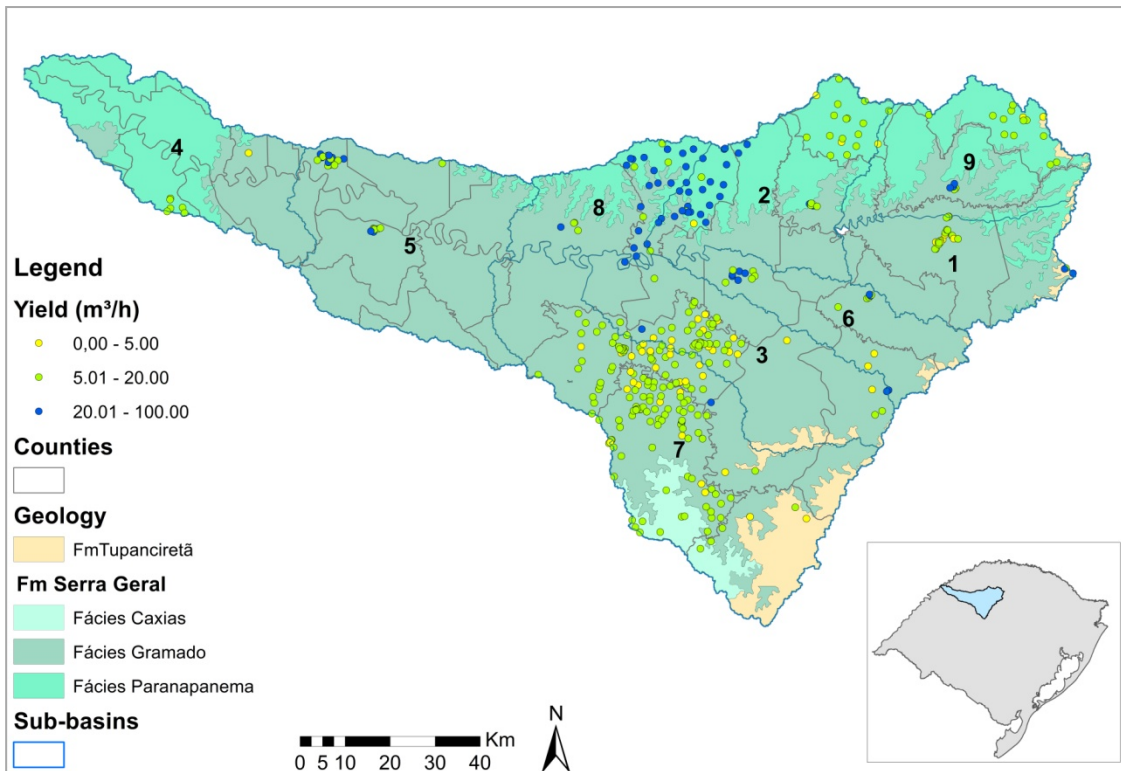 4
5
8
2
9
1
6
3
7
Legend
Yield (m³/h)
0,00 - 5.00
5.01 - 20.00
20.01 - 100.00
Counties
Geology
FmTupanciretã
Fm Serra Geral
Fácies Caxias
Fácies Gramado
Fácies Paranapanema
Sub-basins
Km
0 5 10 20 30 40
N